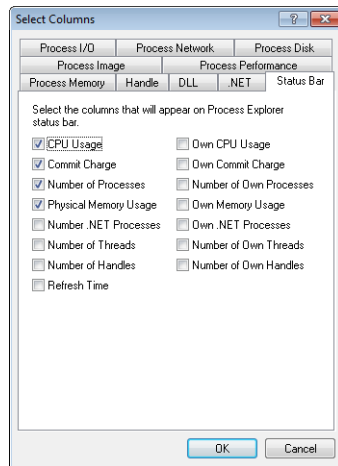 Select Columns
Process I/O Process Network Process Disk
Process Image Process Performance
Process Memory Handle DLL .NET Status Bar
Select the columns that will appear on Process Explorer
status bar.
CPU Usage Own CPU Usage
Commit Charge Own Commit Charge
Number of Processes Number of Own Processes
Physical Memory Usage Own Memory Usage
Number .NET Processes Own .NET Processes
Number of Threads Number of Own Threads
Number of Handles Number of Own Handles
Refresh Time
OK Cancel